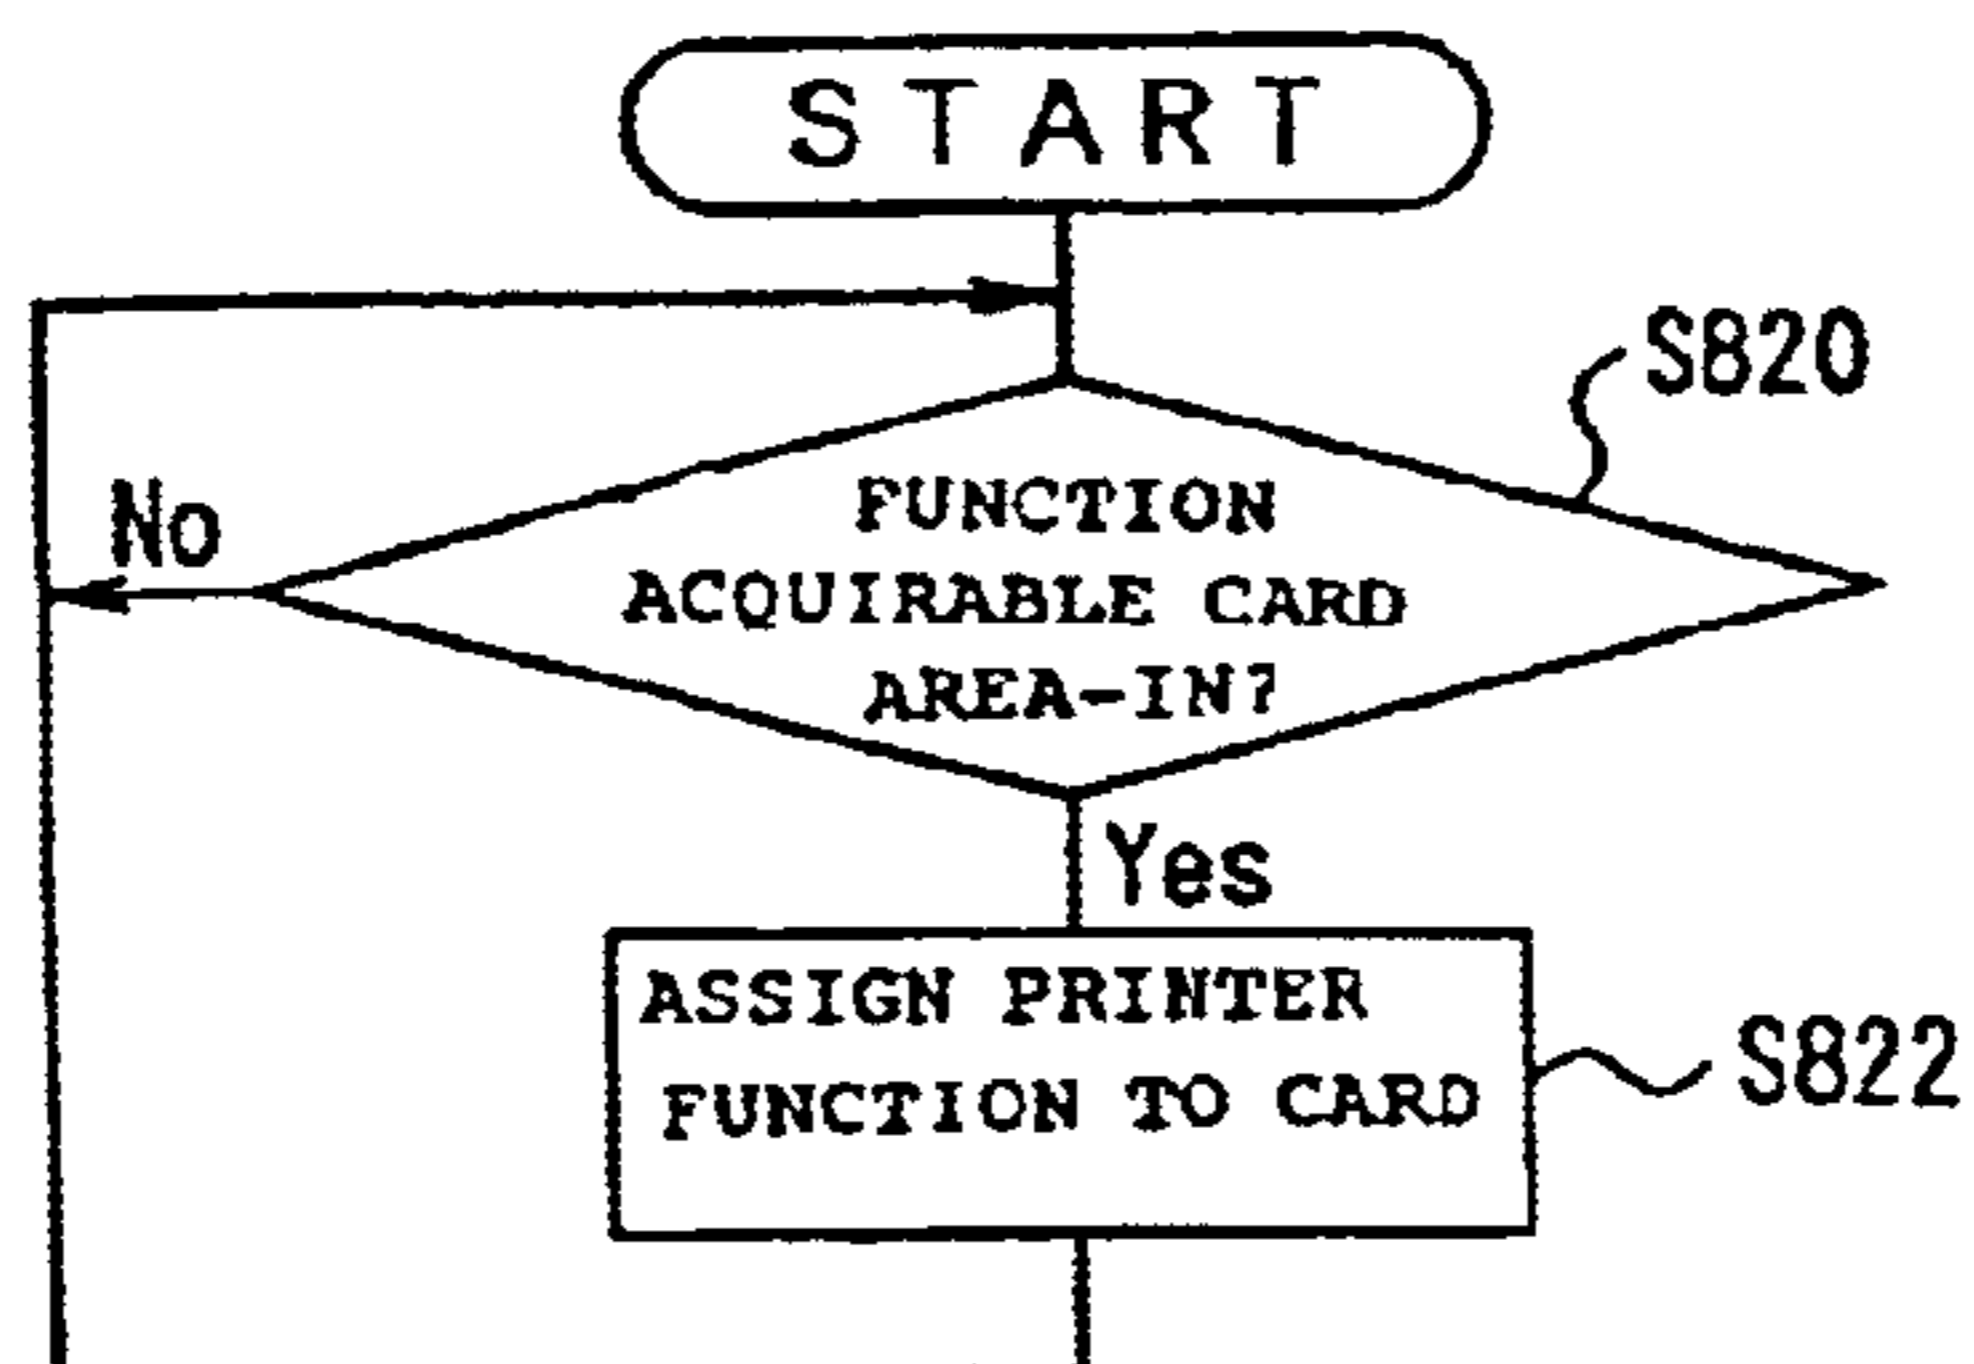 START
S820
No
FUNCTION
ACQUIRABLE CARD
AREA-IN?
Yes
ASSIGN PRINTER
FUNCTION TO CARD
S822